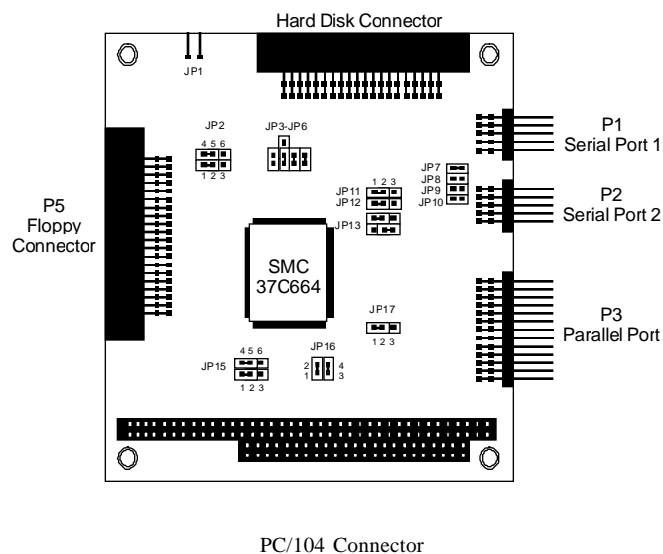 Hard Disk Connector
JP1
JP2
4 5 6
1 2 3
JP3-JP6
P1
Serial Port 1
JP7
JP8
JP9
JP10
P2
Serial Port 2
1 2 3
JP11
JP12
JP13
P5
Floppy
Connector
SMC
37C664
P3
Parallel Port
JP17
1 2 3
JP16
2 4
1 3
JP15
4 5 6
1 2 3
PC/104 Connector